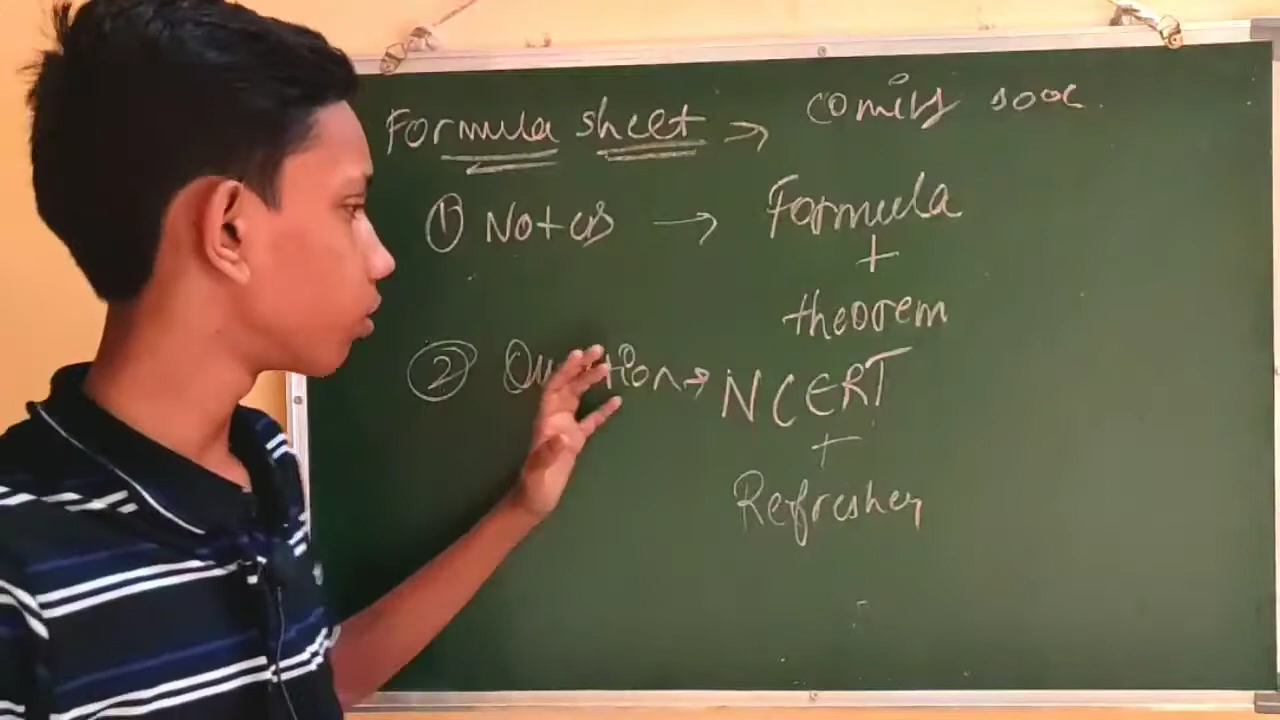 Formula sheet → coming soon.
① Notes → Formula
+
theorem
② Question → NCERT
+
Refresher